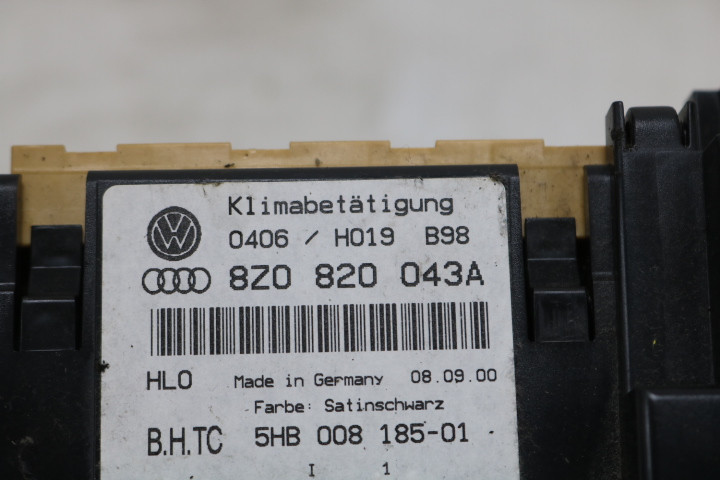 Klimabetätigung
0406 / H019 B98
8Z0 820 043A
HLO Made in Germany 08.09.00
Farbe: Satinschwarz
B.H.TC 5HB 008 185-01
I 1